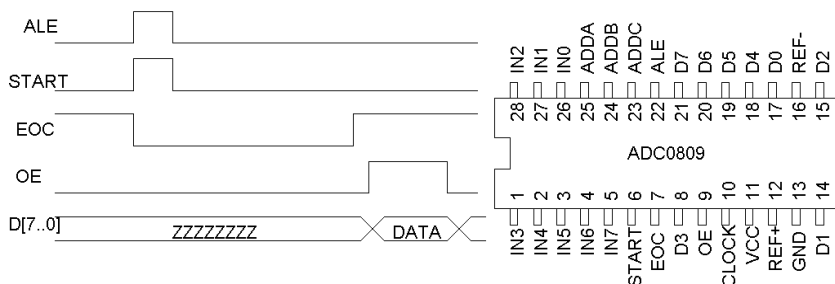 ALE
START
EOC
OE
D[7..0]
ZZZZZZZZ
DATA
IN2 IN1 IN0 ADDA ADDB ADDC ALE D7 D6 D5 D4 D0 REF- D2
28 27 26 25 24 23 22 21 20 19 18 17 16 15
ADC0809
1 2 3 4 5 6 7 8 9 10 11 12 13 14
IN3 IN4 IN5 IN6 IN7 START EOC D3 OE CLOCK VCC REF+ GND D1